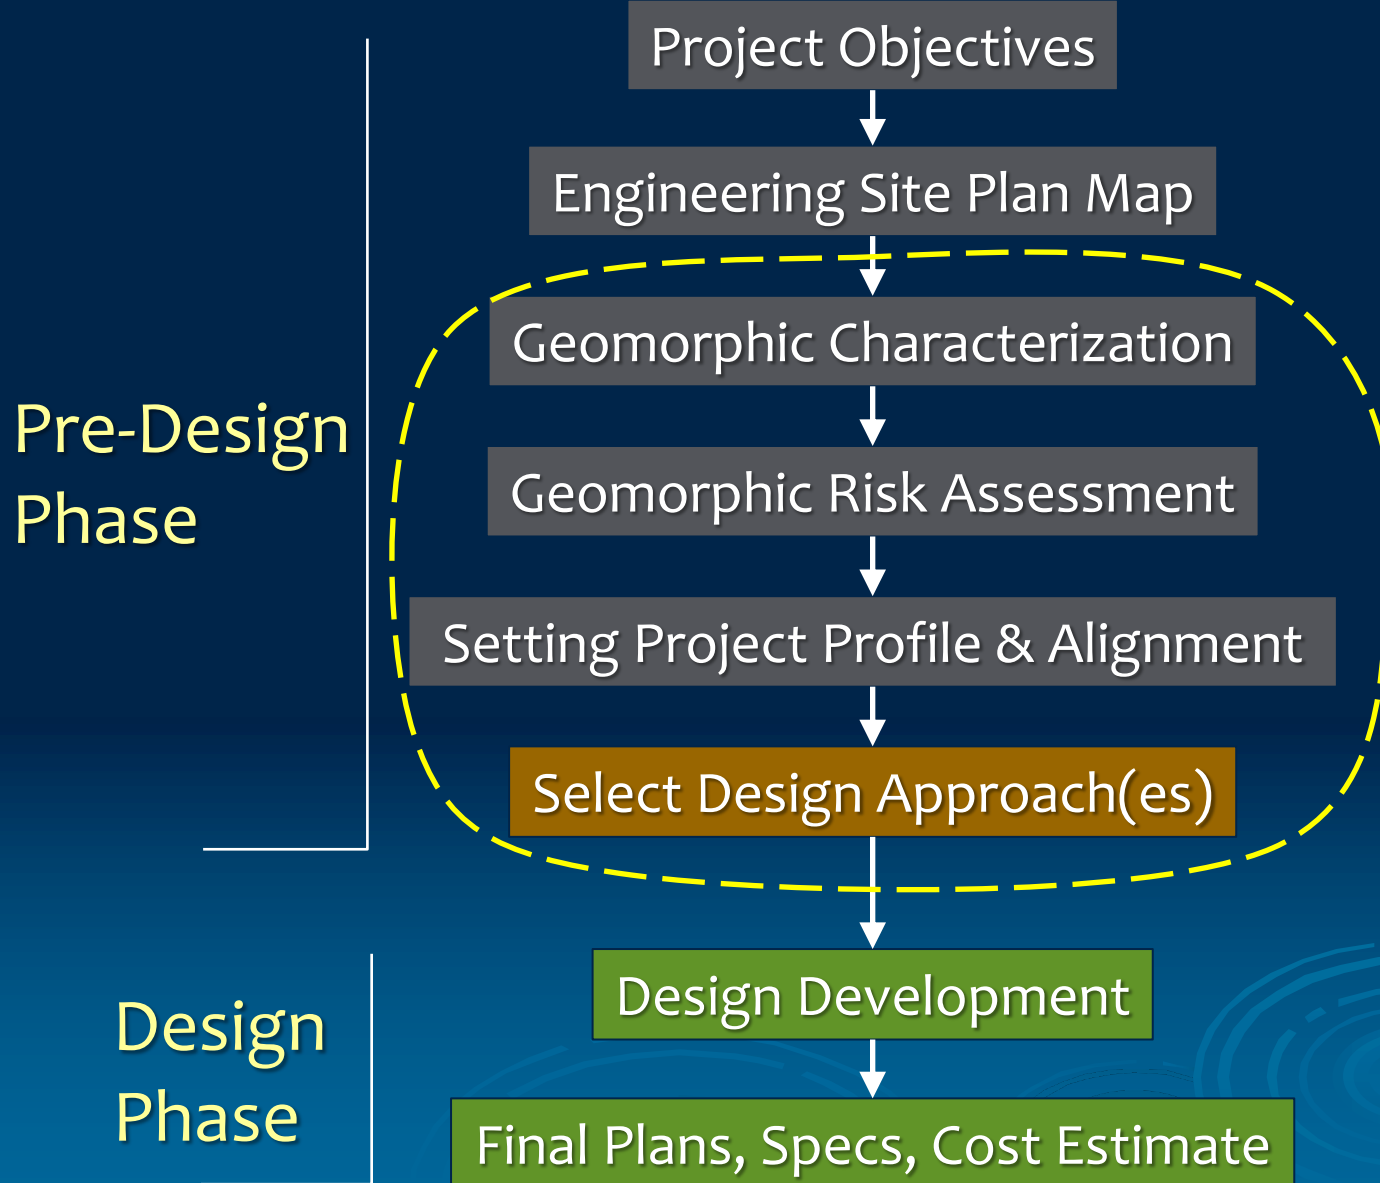 Project Objectives
Engineering Site Plan Map
Geomorphic Characterization
Pre-Design
Phase
Geomorphic Risk Assessment
Setting Project Profile & Alignment
Select Design Approach(es)
Design
Phase
Design Development
Final Plans, Specs, Cost Estimate